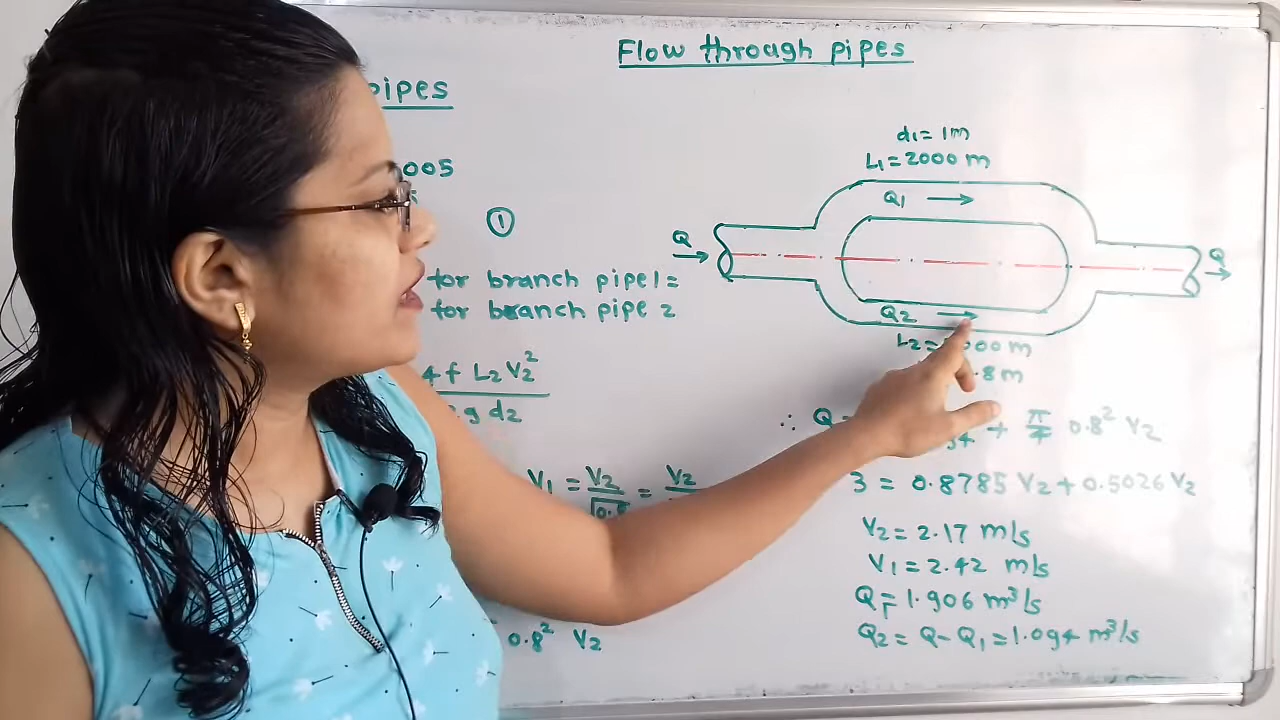 Flow through pipes
pipes
d1 = 1m
L1 = 2000 m
005
Q1 →
①
Q
Q
for branch pipe 1 =
for branch pipe 2
Q2 →
L2 = 000 m
.8 m
4 f L2 V2²
g d2
∴ Q = + π/4 0.8² V2
V1 = V2 = V2
3 = 0.8785 V2 + 0.5026 V2
V2 = 2.17 m/s
V1 = 2.42 m/s
Q1 = 1.906 m³/s
0.8² V2
Q2 = Q - Q1 = 1.094 m³/s